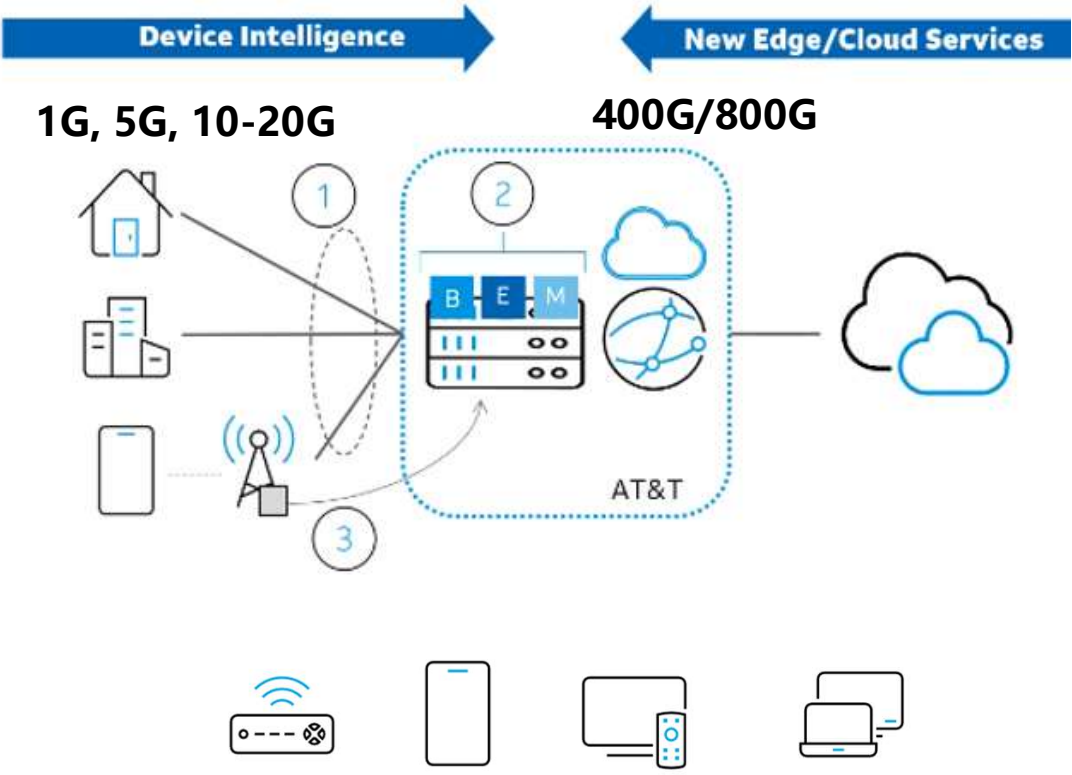 Device Intelligence
New Edge/Cloud Services
1G, 5G, 10-20G
400G/800G
1
2
B
E
M
AT&T
3